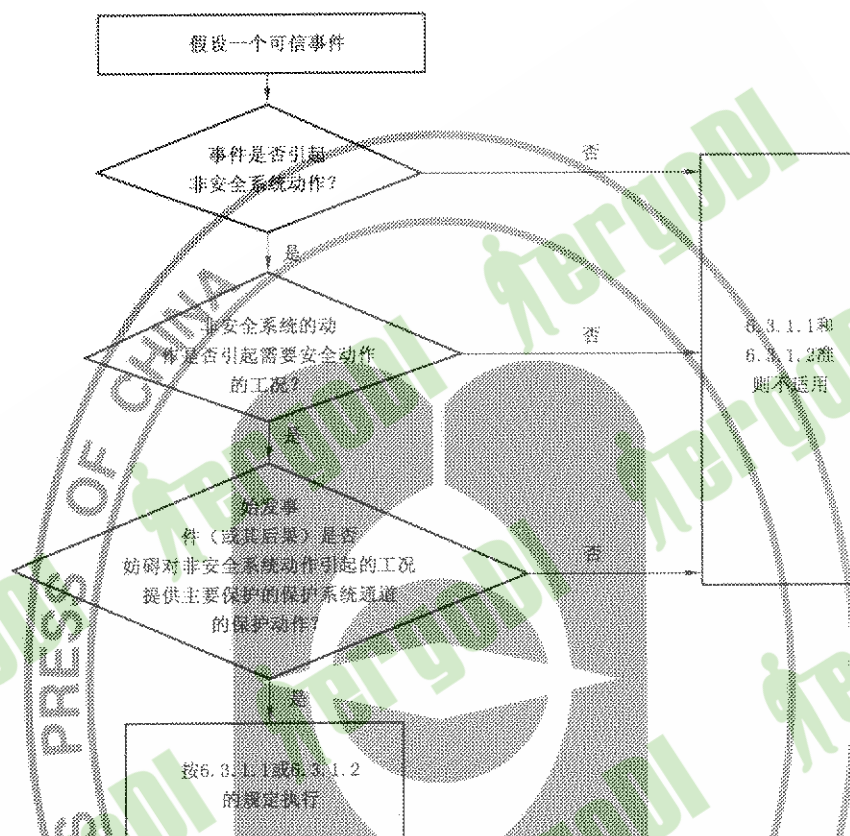 假设一个可信事件
事件是否引起
非安全系统动作?
否
是
非安全系统的动
作是否引起需要安全动作
的工况?
否
6.3.1.1和
6.3.1.2准
则不适用
是
始发事
件(或其后果)是否
妨碍对非安全系统动作引起的工况
提供主要保护的保护系统通道
的保护动作?
否
是
按6.3.1.1或6.3.1.2
的规定执行
PRESS OF CHINA